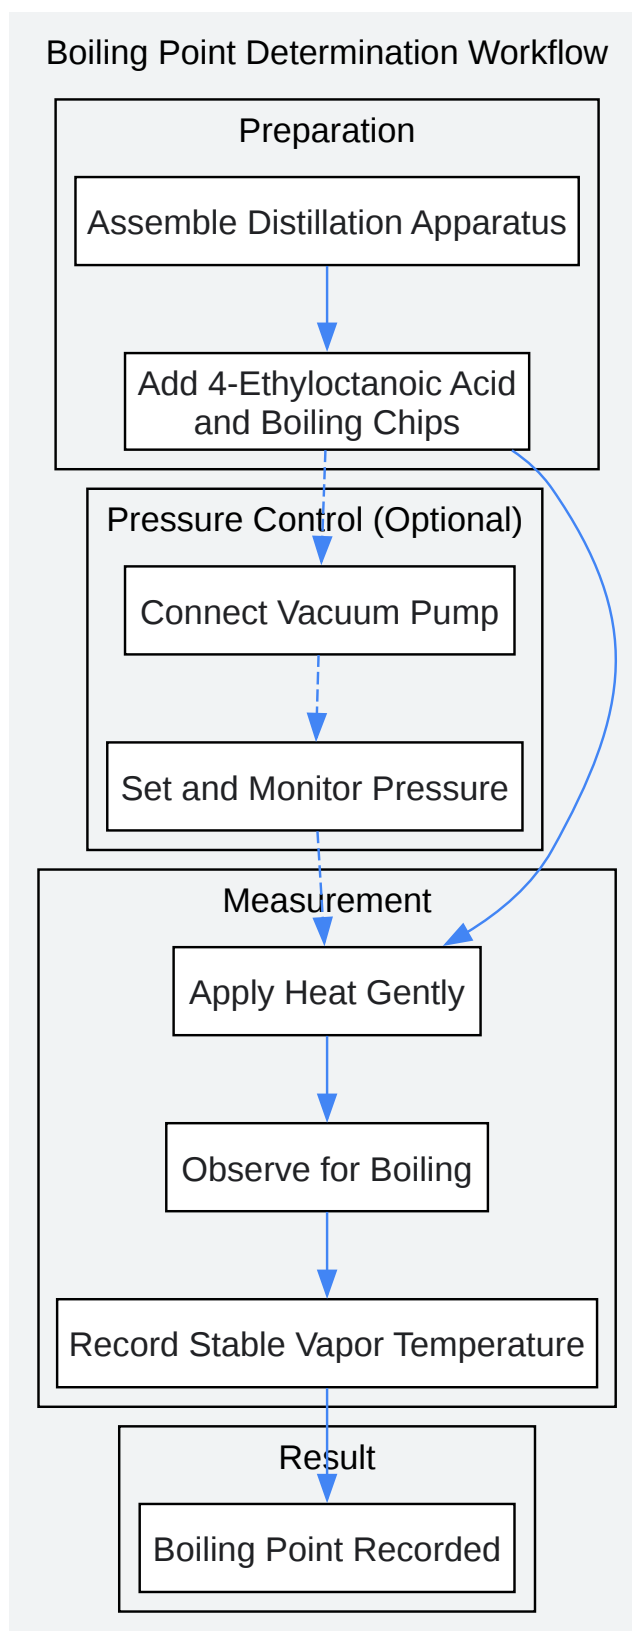 Boiling Point Determination Workflow
Preparation
Assemble Distillation Apparatus
Add 4-Ethyloctanoic Acid
and Boiling Chips
Pressure Control (Optional)
Connect Vacuum Pump
Set and Monitor Pressure
Measurement
Apply Heat Gently
Observe for Boiling
Record Stable Vapor Temperature
Result
Boiling Point Recorded